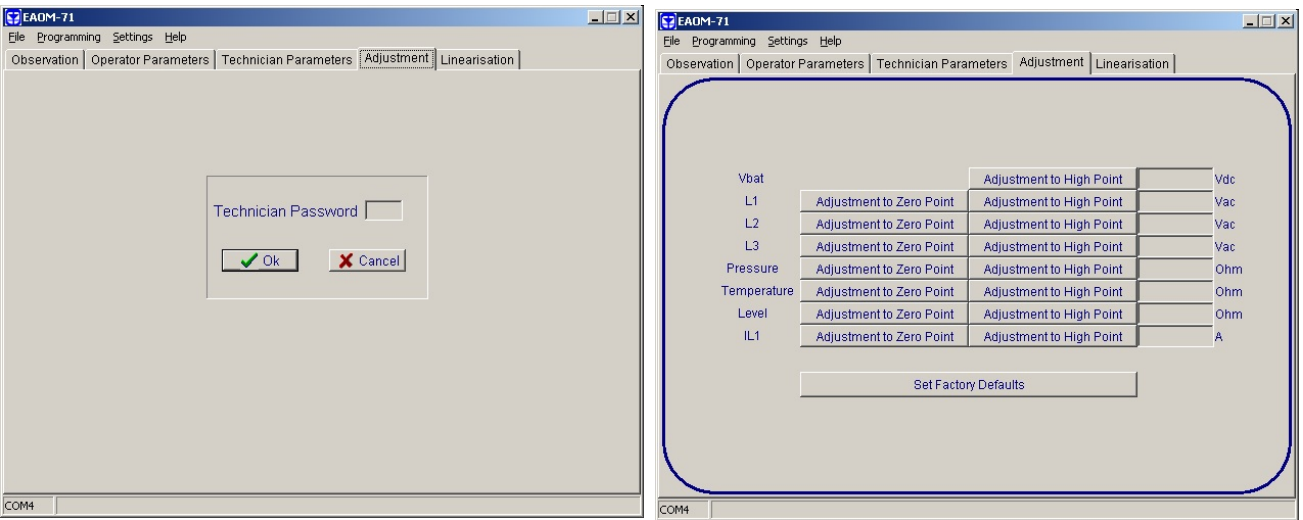 EAOM-71
File Programming Settings Help
Observation Operator Parameters Technician Parameters Adjustment Linearisation
Technician Password
Ok Cancel
COM4
EAOM-71
File Programming Settings Help
Observation Operator Parameters Technician Parameters Adjustment Linearisation
Vbat Adjustment to High Point Vdc
L1 Adjustment to Zero Point Adjustment to High Point Vac
L2 Adjustment to Zero Point Adjustment to High Point Vac
L3 Adjustment to Zero Point Adjustment to High Point Vac
Pressure Adjustment to Zero Point Adjustment to High Point Ohm
Temperature Adjustment to Zero Point Adjustment to High Point Ohm
Level Adjustment to Zero Point Adjustment to High Point Ohm
IL1 Adjustment to Zero Point Adjustment to High Point A
Set Factory Defaults
COM4